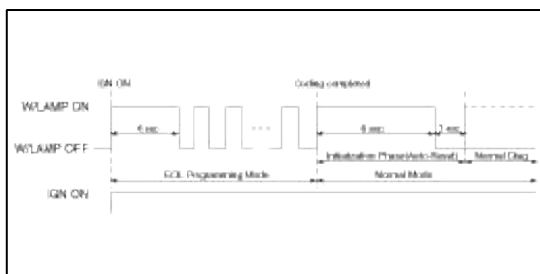 IGN ON
Coding completed
W/LAMP ON
6 sec
6 sec
1 sec
W/LAMP OFF
Initialization Phase(Auto-Reset)
Normal Diag
EOL Programming Mode
Normal Mode
IGN ON